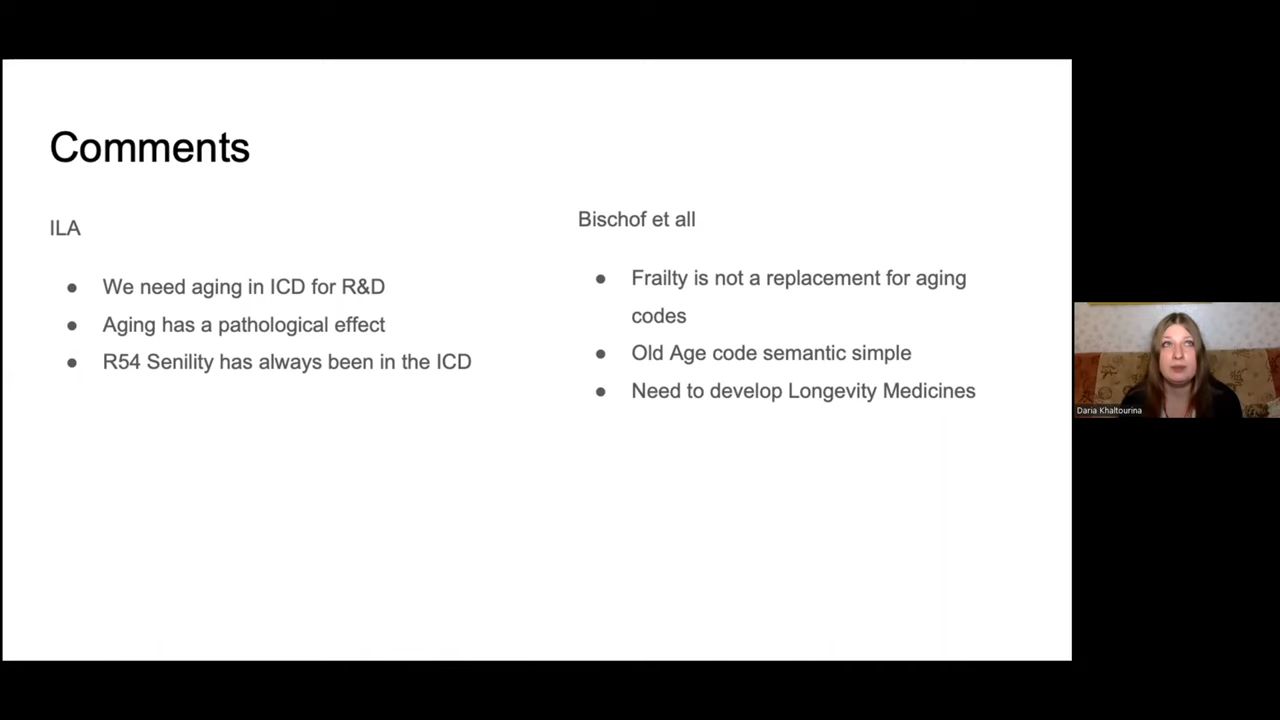 Comments
ILA
We need aging in ICD for R&D
Aging has a pathological effect
R54 Senility has always been in the ICD
Bischof et all
Frailty is not a replacement for aging
codes
Old Age code semantic simple
Need to develop Longevity Medicines
Daria Khaltourina